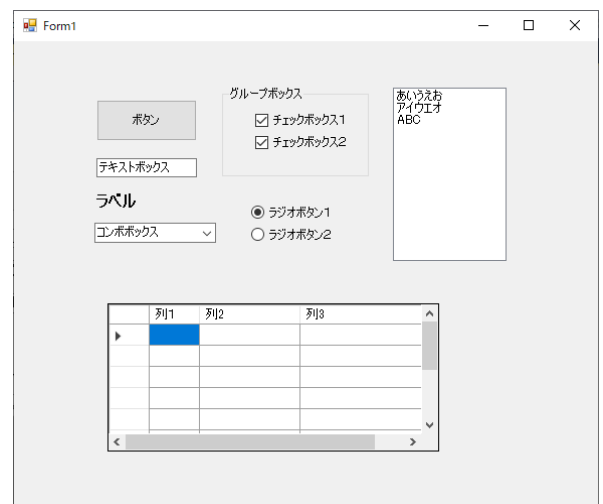 Form1
ボタン
テキストボックス
ラベル
コンボボックス
グループボックス
チェックボックス1
チェックボックス2
ラジオボタン1
ラジオボタン2
あいうえお
アイウエオ
ABC
列1 列2 列3